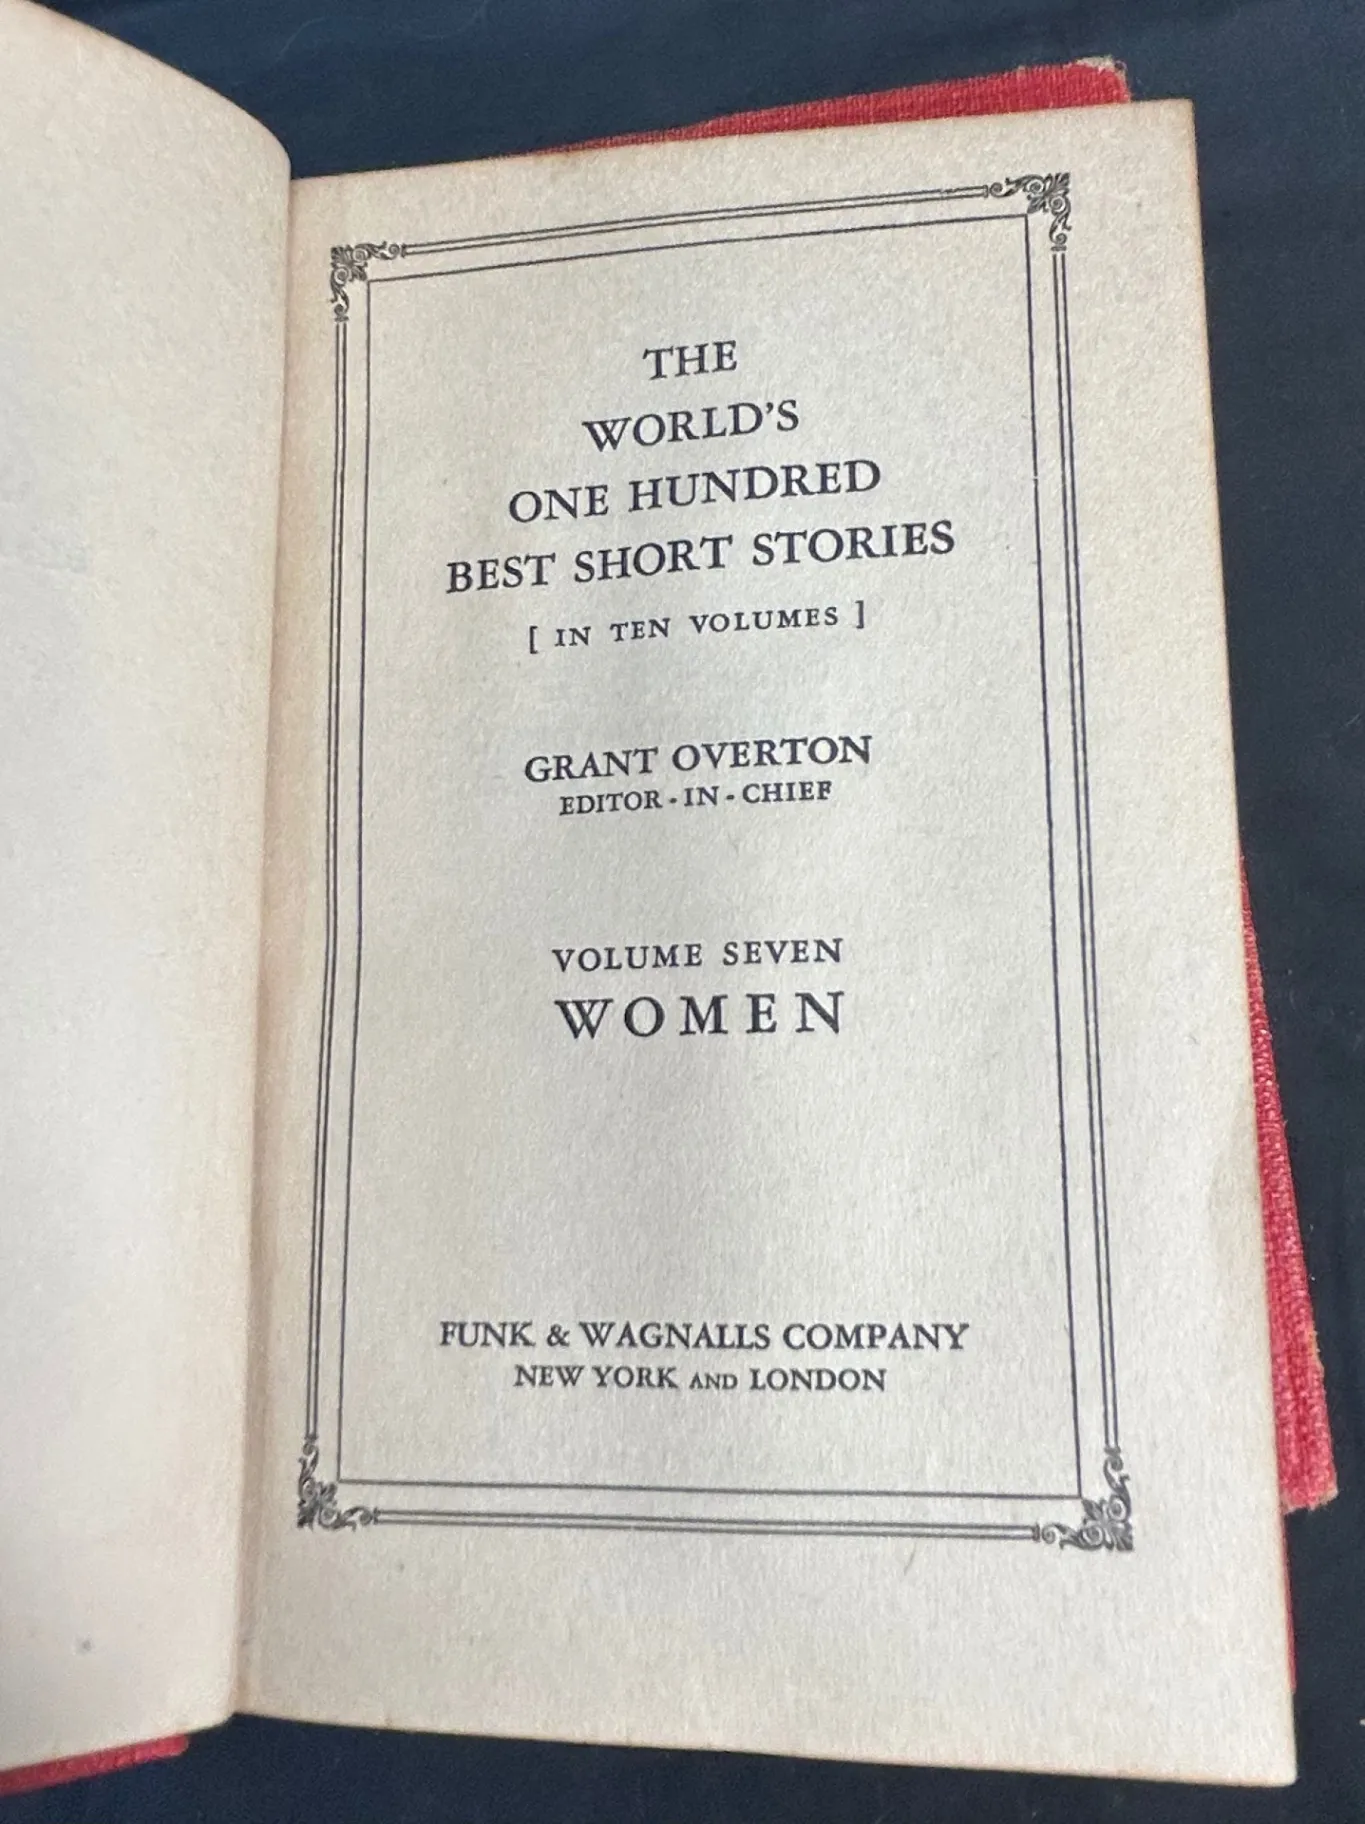 THE
WORLD'S
ONE HUNDRED
BEST SHORT STORIES
[ IN TEN VOLUMES ]
GRANT OVERTON
EDITOR-IN-CHIEF
VOLUME SEVEN
WOMEN
FUNK & WAGNALLS COMPANY
NEW YORK AND LONDON